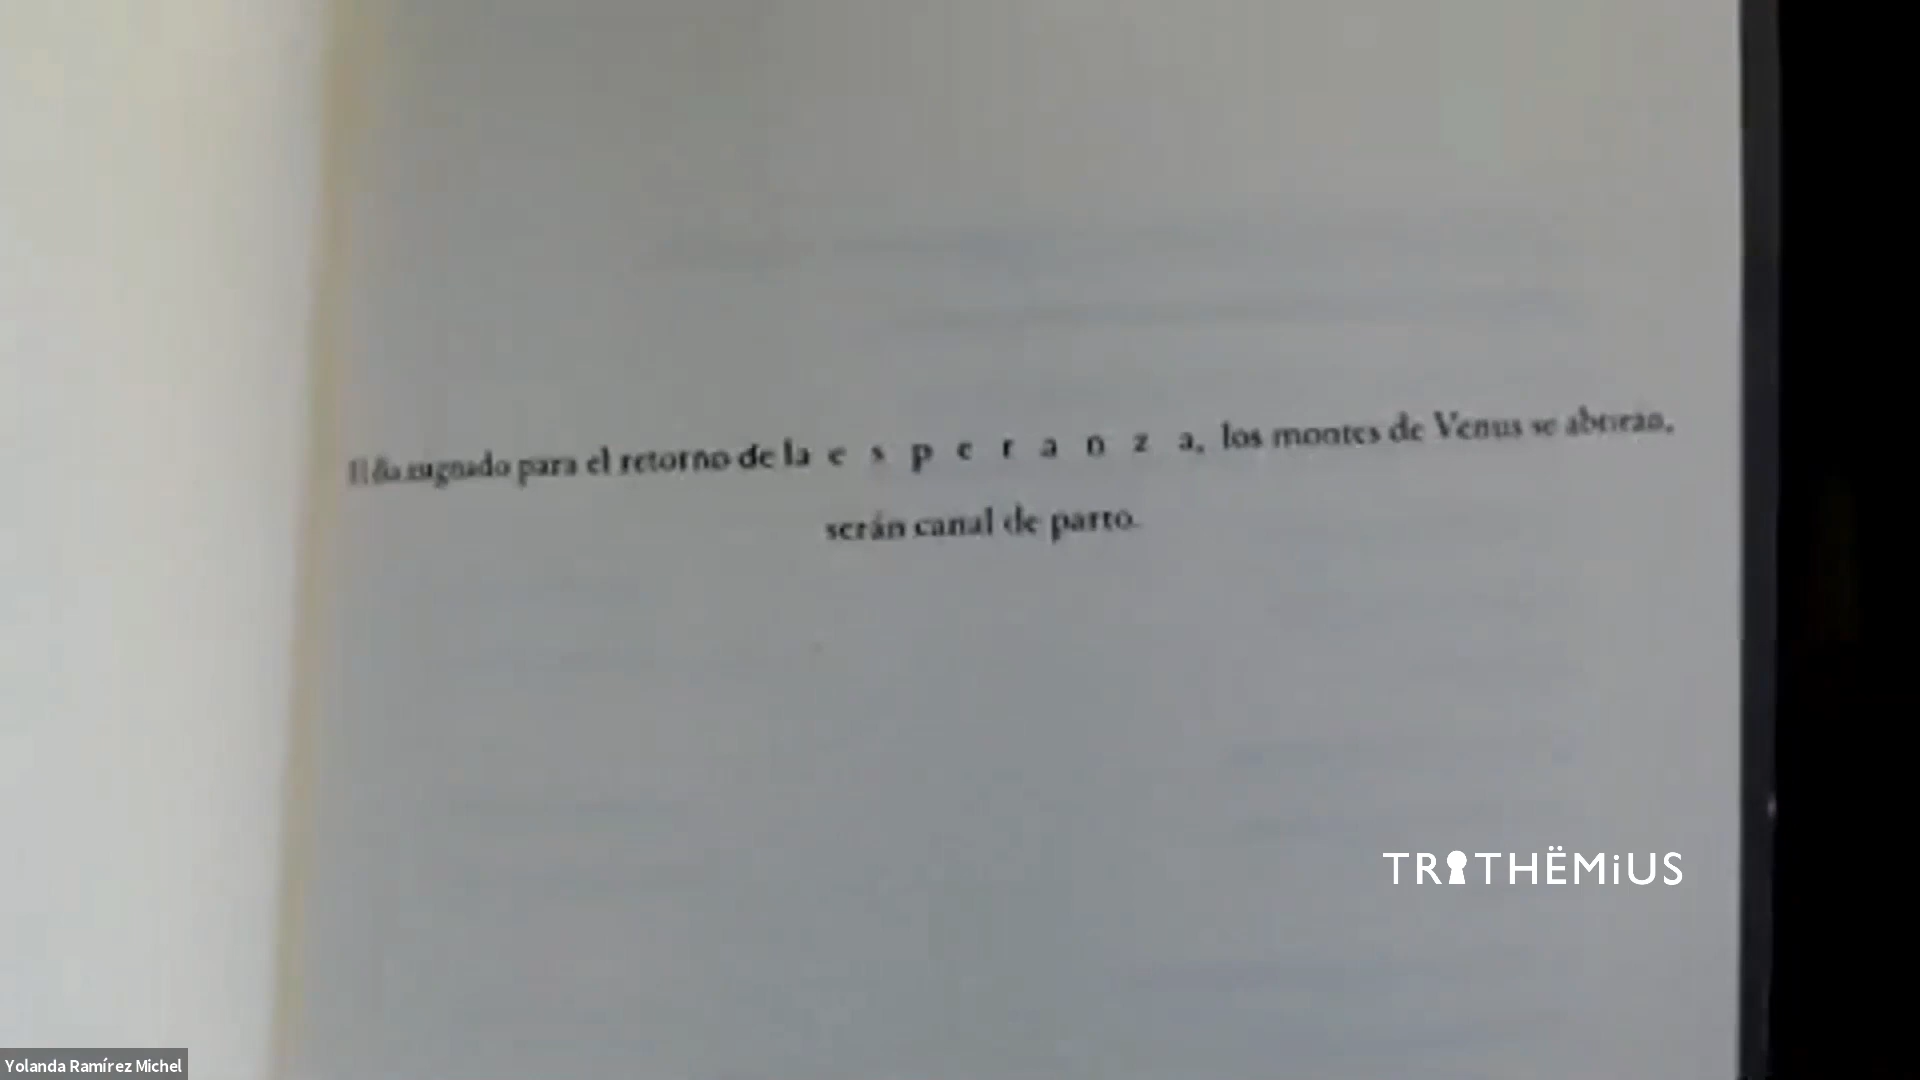 El día asignado para el retorno de la e s p e r a n z a, los montes de Venus se abrirán,
serán canal de parto.
TRITHËMiUS
Yolanda Ramírez Michel